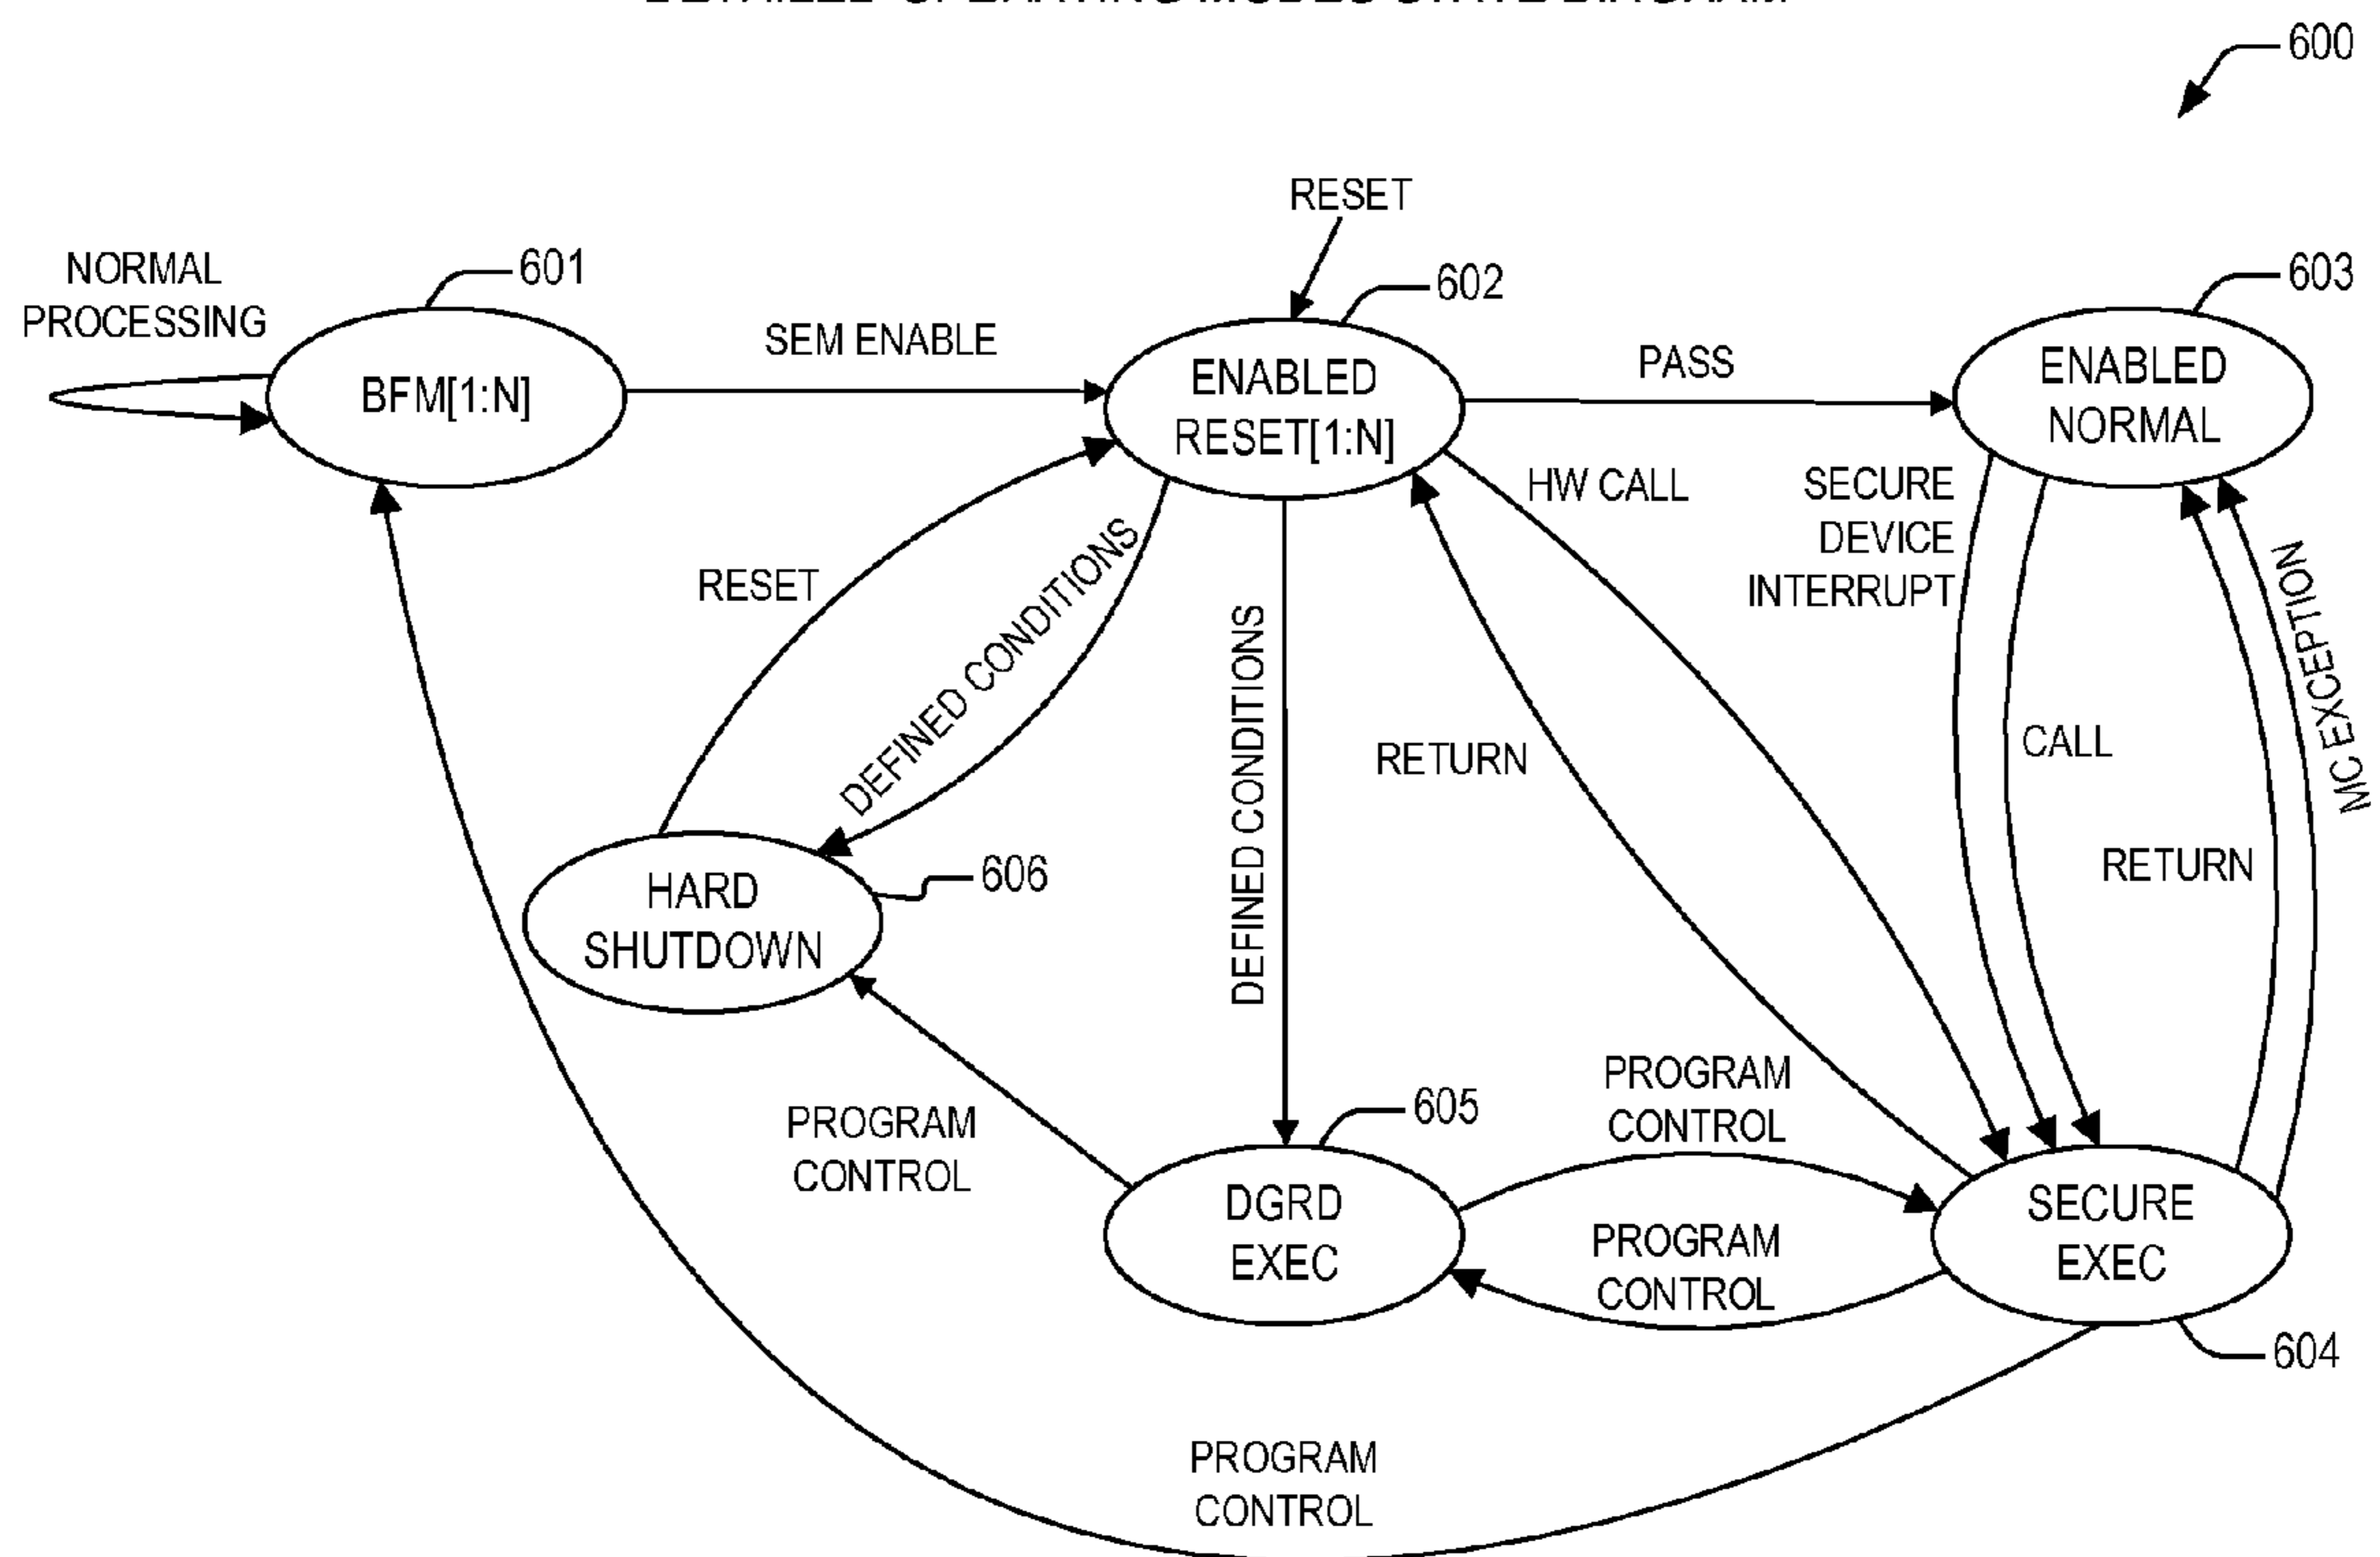 600
RESET
NORMAL
PROCESSING
601
602
603
SEM ENABLE
PASS
BFM[1:N]
ENABLED
RESET[1:N]
ENABLED
NORMAL
HW CALL
SECURE
DEVICE
INTERRUPT
RESET
DEFINED CONDITIONS
DEFINED CONDITIONS
RETURN
CALL
MC EXCEPTION
RETURN
606
HARD
SHUTDOWN
PROGRAM
CONTROL
605
PROGRAM
CONTROL
DGRD
EXEC
PROGRAM
CONTROL
SECURE
EXEC
604
PROGRAM
CONTROL